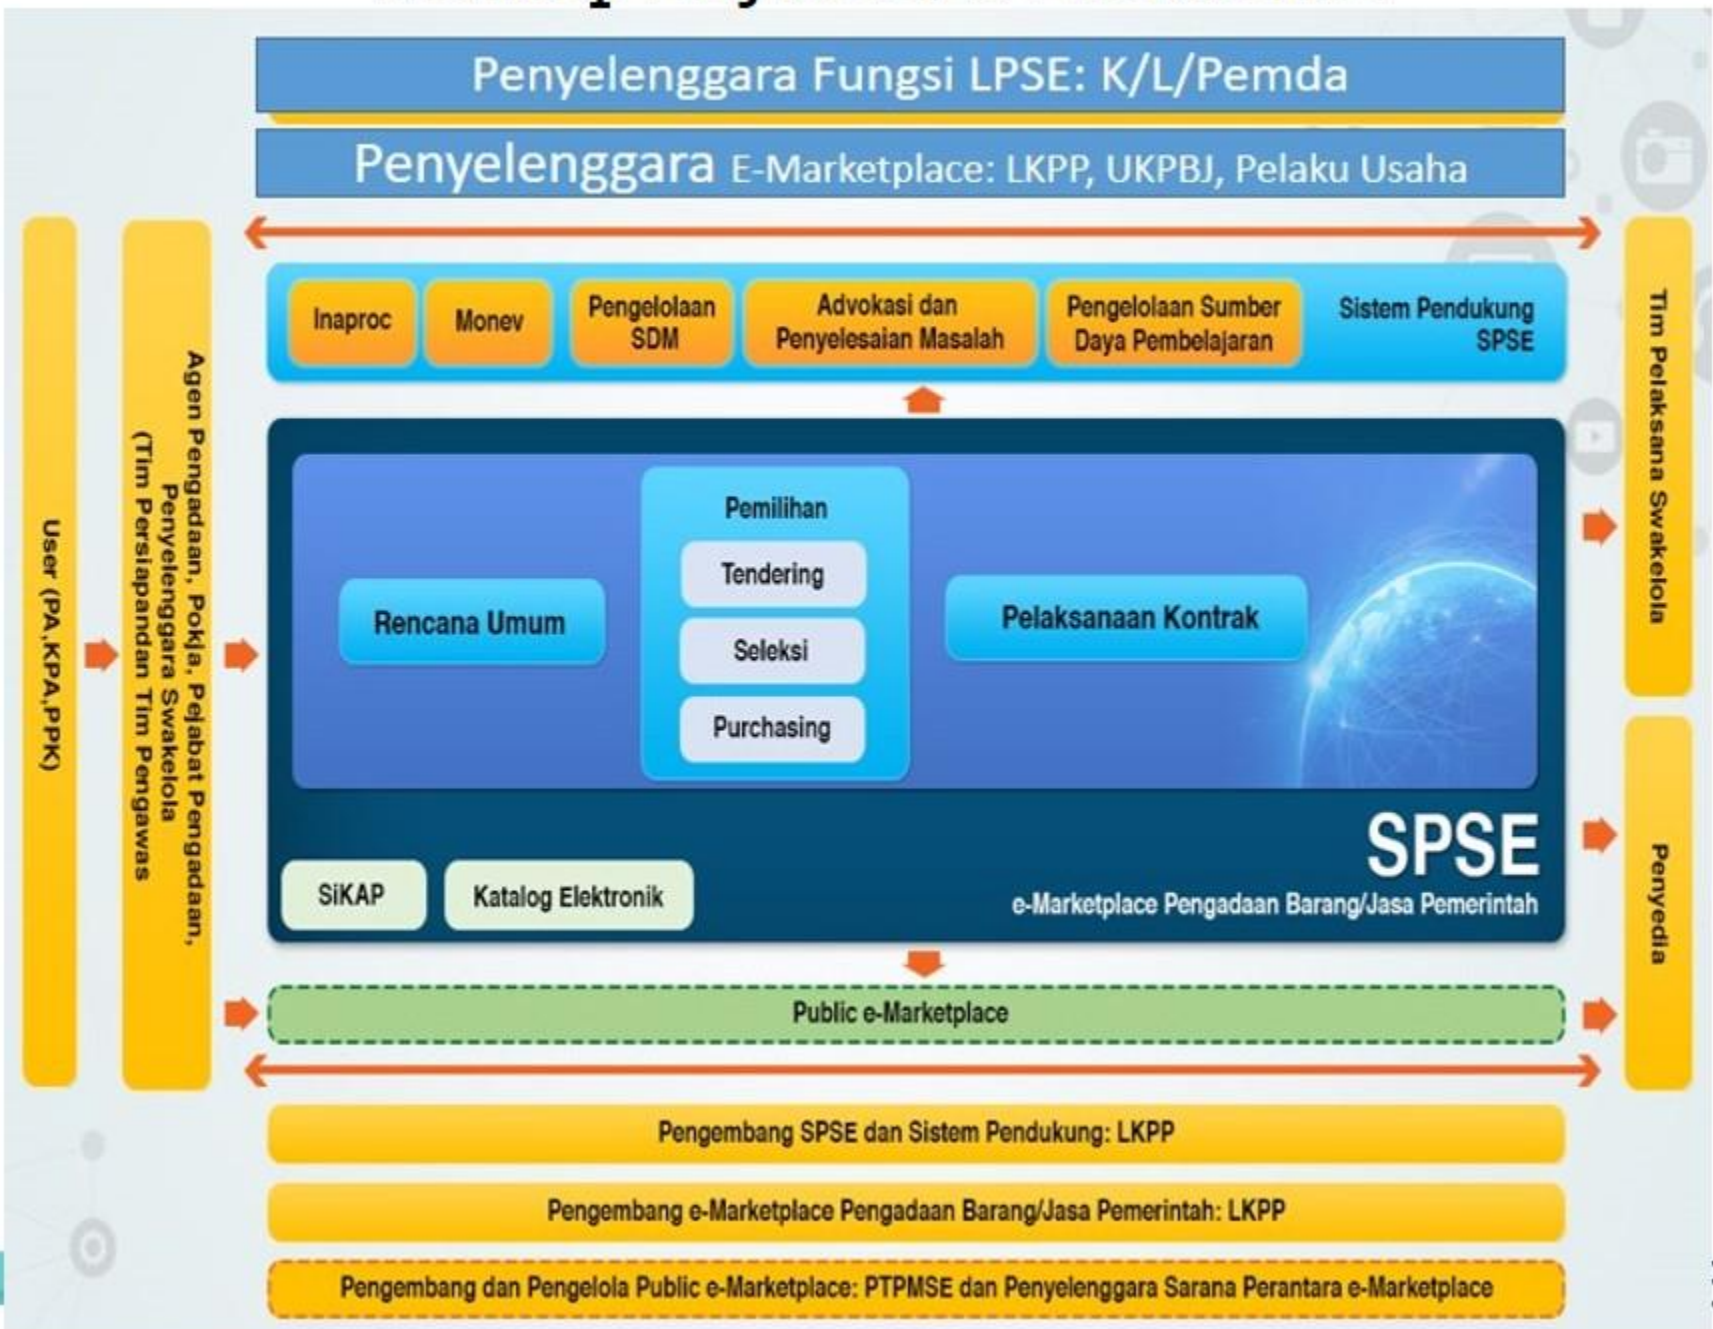 Penyelenggara Fungsi LPSE: K/L/Pemda
Penyelenggara E-Marketplace: LKPP, UKPBJ, Pelaku Usaha
User (PA,KPA,PPK)
Agen Pengadaan, Pokja, Pejabat Pengadaan,
Penyelenggara Swakelola
(Tim Persiapandan Tim Pengawas
Inaproc
Monev
Pengelolaan
SDM
Advokasi dan
Penyelesaian Masalah
Pengelolaan Sumber
Daya Pembelajaran
Sistem Pendukung
SPSE
Rencana Umum
Pemilihan
Tendering
Seleksi
Purchasing
Pelaksanaan Kontrak
SiKAP
Katalog Elektronik
SPSE
e-Marketplace Pengadaan Barang/Jasa Pemerintah
Tim Pelaksana Swakelola
Penyedia
Public e-Marketplace
Pengembang SPSE dan Sistem Pendukung: LKPP
Pengembang e-Marketplace Pengadaan Barang/Jasa Pemerintah: LKPP
Pengembang dan Pengelola Public e-Marketplace: PTPMSE dan Penyelenggara Sarana Perantara e-Marketplace